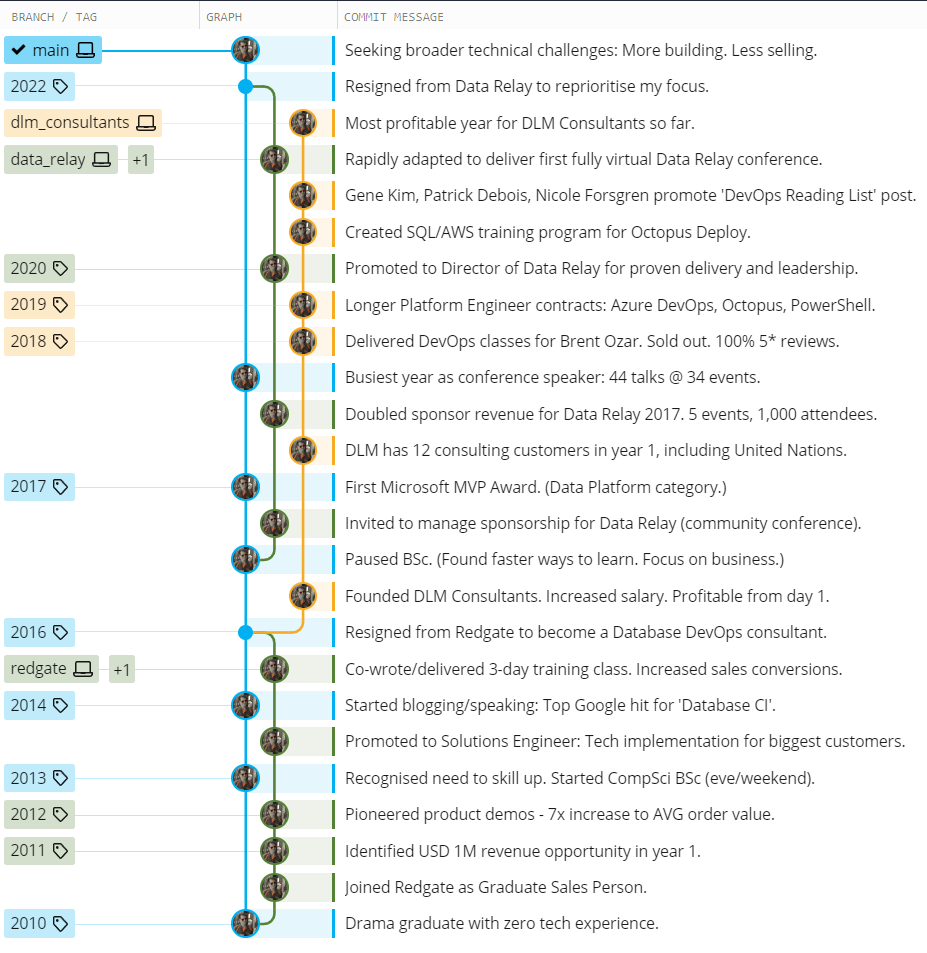 BRANCH / TAG GRAPH COMMIT MESSAGE
main Seeking broader technical challenges: More building. Less selling.
2022 Resigned from Data Relay to reprioritise my focus.
dlm_consultants Most profitable year for DLM Consultants so far.
data_relay +1 Rapidly adapted to deliver first fully virtual Data Relay conference.
Gene Kim, Patrick Debois, Nicole Forsgren promote 'DevOps Reading List' post.
Created SQL/AWS training program for Octopus Deploy.
2020 Promoted to Director of Data Relay for proven delivery and leadership.
2019 Longer Platform Engineer contracts: Azure DevOps, Octopus, PowerShell.
2018 Delivered DevOps classes for Brent Ozar. Sold out. 100% 5* reviews.
Busiest year as conference speaker: 44 talks @ 34 events.
Doubled sponsor revenue for Data Relay 2017. 5 events, 1,000 attendees.
DLM has 12 consulting customers in year 1, including United Nations.
2017 First Microsoft MVP Award. (Data Platform category.)
Invited to manage sponsorship for Data Relay (community conference).
Paused BSc. (Found faster ways to learn. Focus on business.)
Founded DLM Consultants. Increased salary. Profitable from day 1.
2016 Resigned from Redgate to become a Database DevOps consultant.
redgate +1 Co-wrote/delivered 3-day training class. Increased sales conversions.
2014 Started blogging/speaking: Top Google hit for 'Database CI'.
Promoted to Solutions Engineer: Tech implementation for biggest customers.
2013 Recognised need to skill up. Started CompSci BSc (eve/weekend).
2012 Pioneered product demos - 7x increase to AVG order value.
2011 Identified USD 1M revenue opportunity in year 1.
Joined Redgate as Graduate Sales Person.
2010 Drama graduate with zero tech experience.